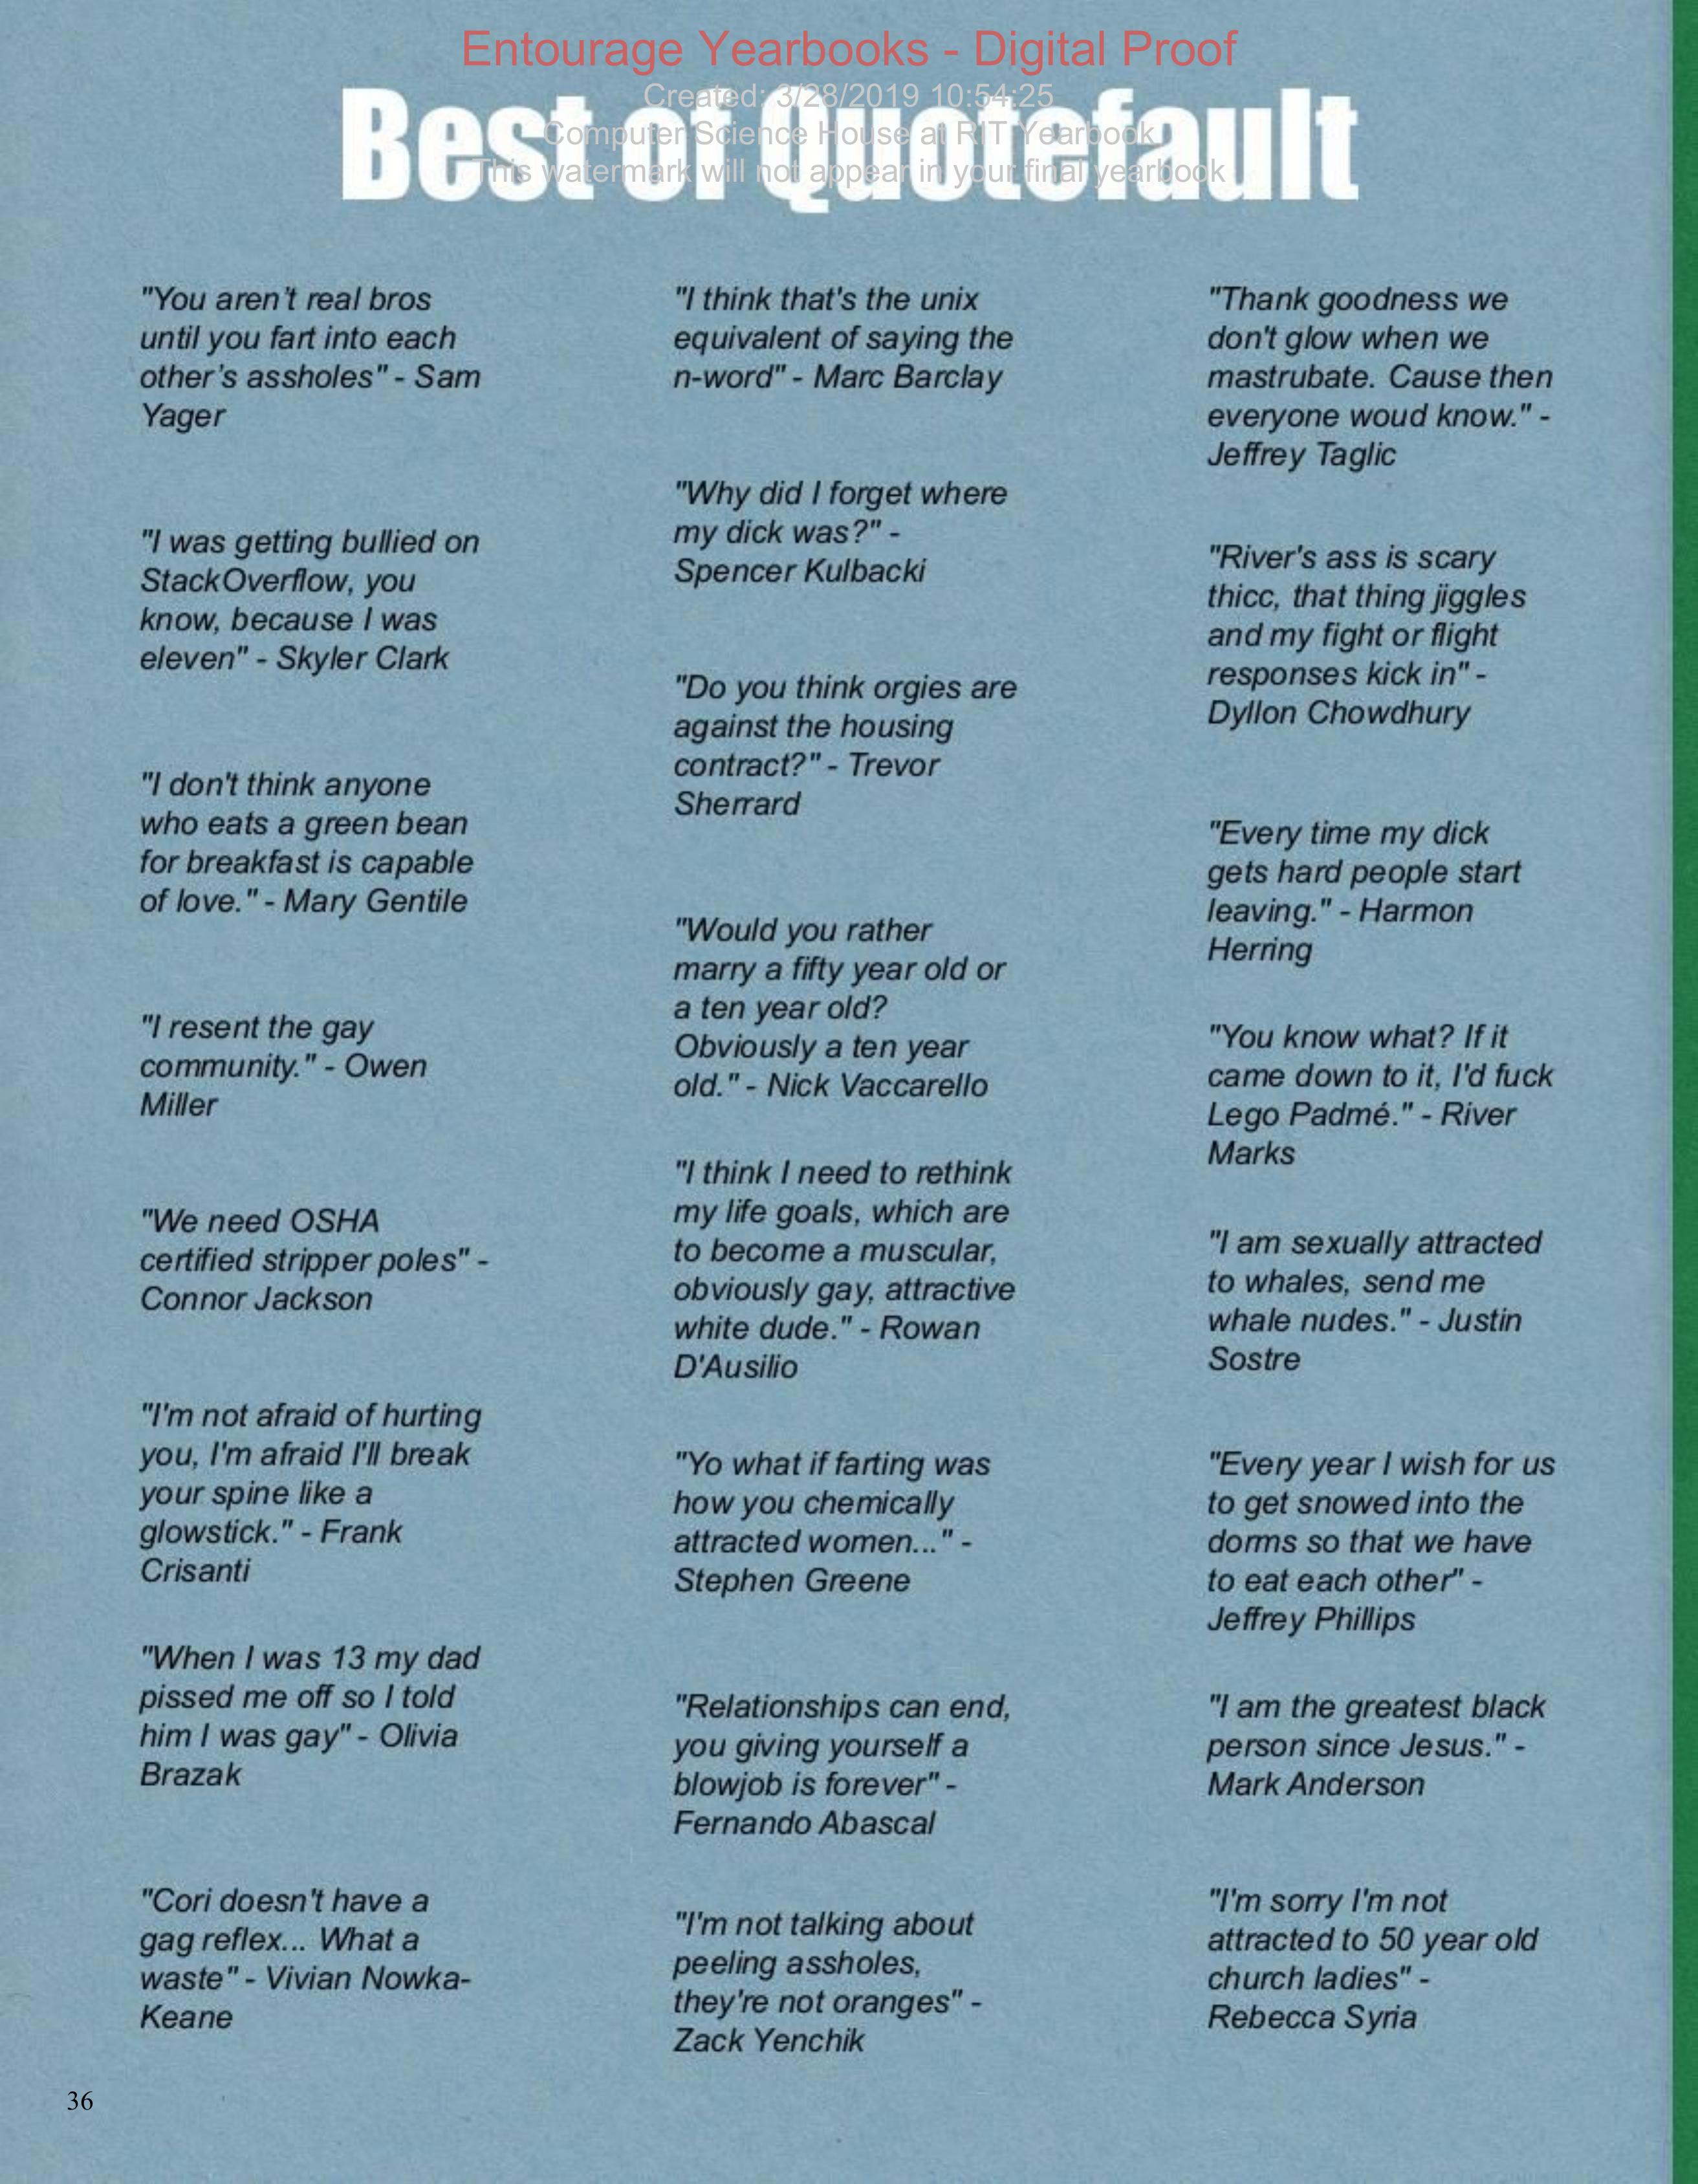 Entourage Yearbooks - Digital Proof
Created: 3/28/2019 10:54:25
Computer Science House at RIT Yearbook
This watermark will not appear in your final yearbook
Best of Quotefault
"You aren't real bros
until you fart into each
other's assholes" - Sam
Yager
"I was getting bullied on
StackOverflow, you
know, because I was
eleven" - Skyler Clark
"I don't think anyone
who eats a green bean
for breakfast is capable
of love." - Mary Gentile
"I resent the gay
community." - Owen
Miller
"We need OSHA
certified stripper poles" -
Connor Jackson
"I'm not afraid of hurting
you, I'm afraid I'll break
your spine like a
glowstick." - Frank
Crisanti
"When I was 13 my dad
pissed me off so I told
him I was gay" - Olivia
Brazak
"Cori doesn't have a
gag reflex... What a
waste" - Vivian Nowka-
Keane
"I think that's the unix
equivalent of saying the
n-word" - Marc Barclay
"Why did I forget where
my dick was?" -
Spencer Kulbacki
"Do you think orgies are
against the housing
contract?" - Trevor
Sherrard
"Would you rather
marry a fifty year old or
a ten year old?
Obviously a ten year
old." - Nick Vaccarello
"I think I need to rethink
my life goals, which are
to become a muscular,
obviously gay, attractive
white dude." - Rowan
D'Ausilio
"Yo what if farting was
how you chemically
attracted women..." -
Stephen Greene
"Relationships can end,
you giving yourself a
blowjob is forever" -
Fernando Abascal
"I'm not talking about
peeling assholes,
they're not oranges" -
Zack Yenchik
"Thank goodness we
don't glow when we
mastrubate. Cause then
everyone woud know." -
Jeffrey Taglic
"River's ass is scary
thicc, that thing jiggles
and my fight or flight
responses kick in" -
Dyllon Chowdhury
"Every time my dick
gets hard people start
leaving." - Harmon
Herring
"You know what? If it
came down to it, I'd fuck
Lego Padmé." - River
Marks
"I am sexually attracted
to whales, send me
whale nudes." - Justin
Sostre
"Every year I wish for us
to get snowed into the
dorms so that we have
to eat each other" -
Jeffrey Phillips
"I am the greatest black
person since Jesus." -
Mark Anderson
"I'm sorry I'm not
attracted to 50 year old
church ladies" -
Rebecca Syria
36